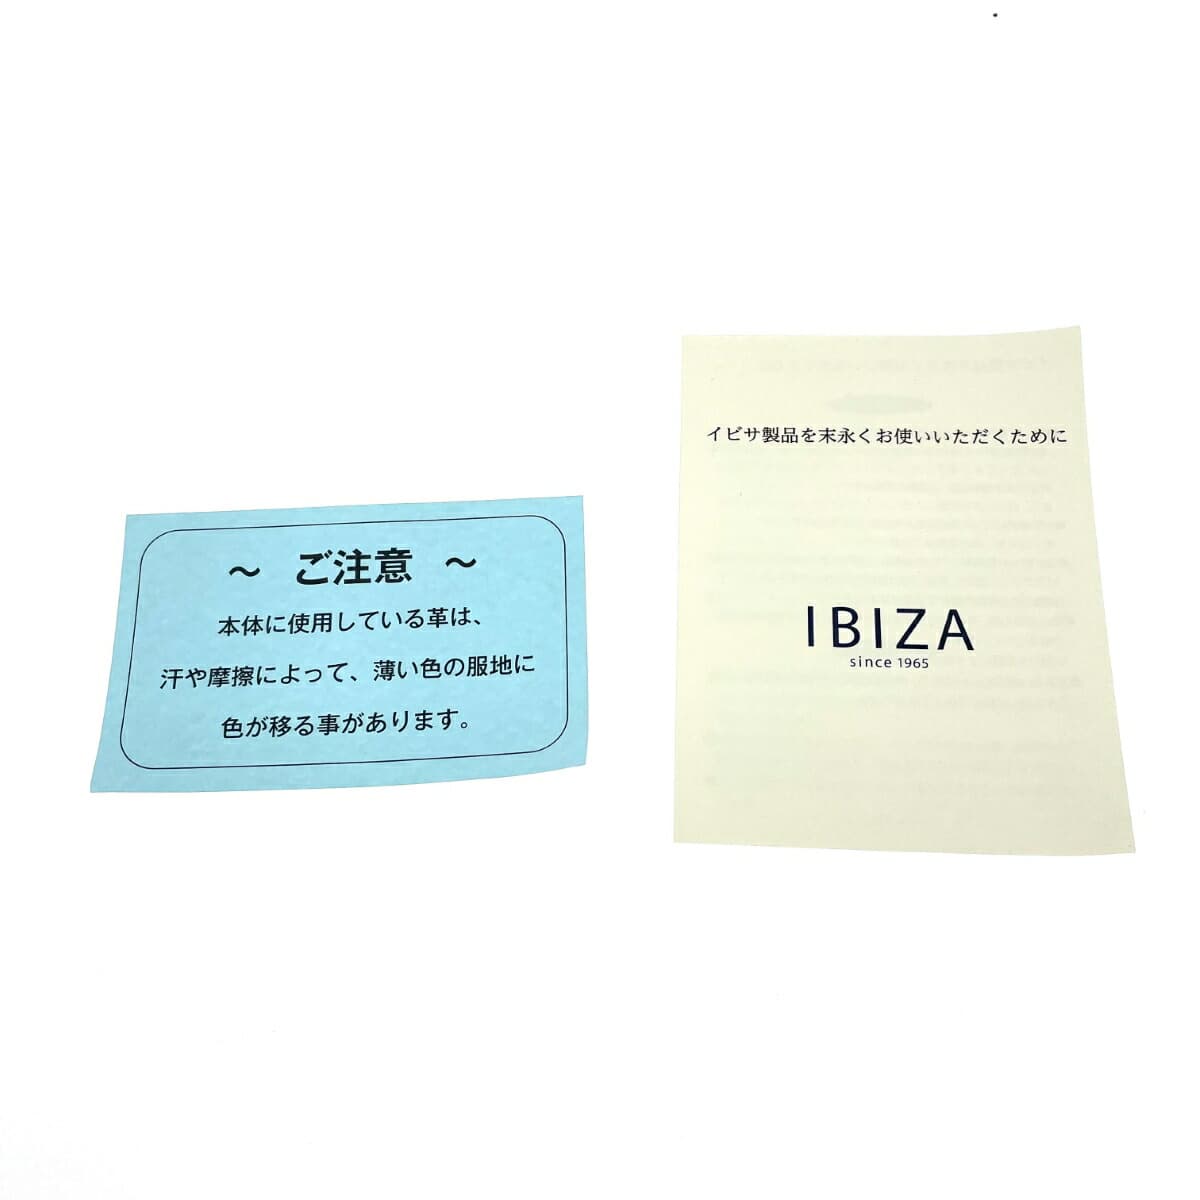 ～ ご注意 ～
本体に使用している革は、
汗や摩擦によって、薄い色の服地に
色が移る事があります。
イビサ製品を末永くお使いいただくために
IBIZA
since 1965